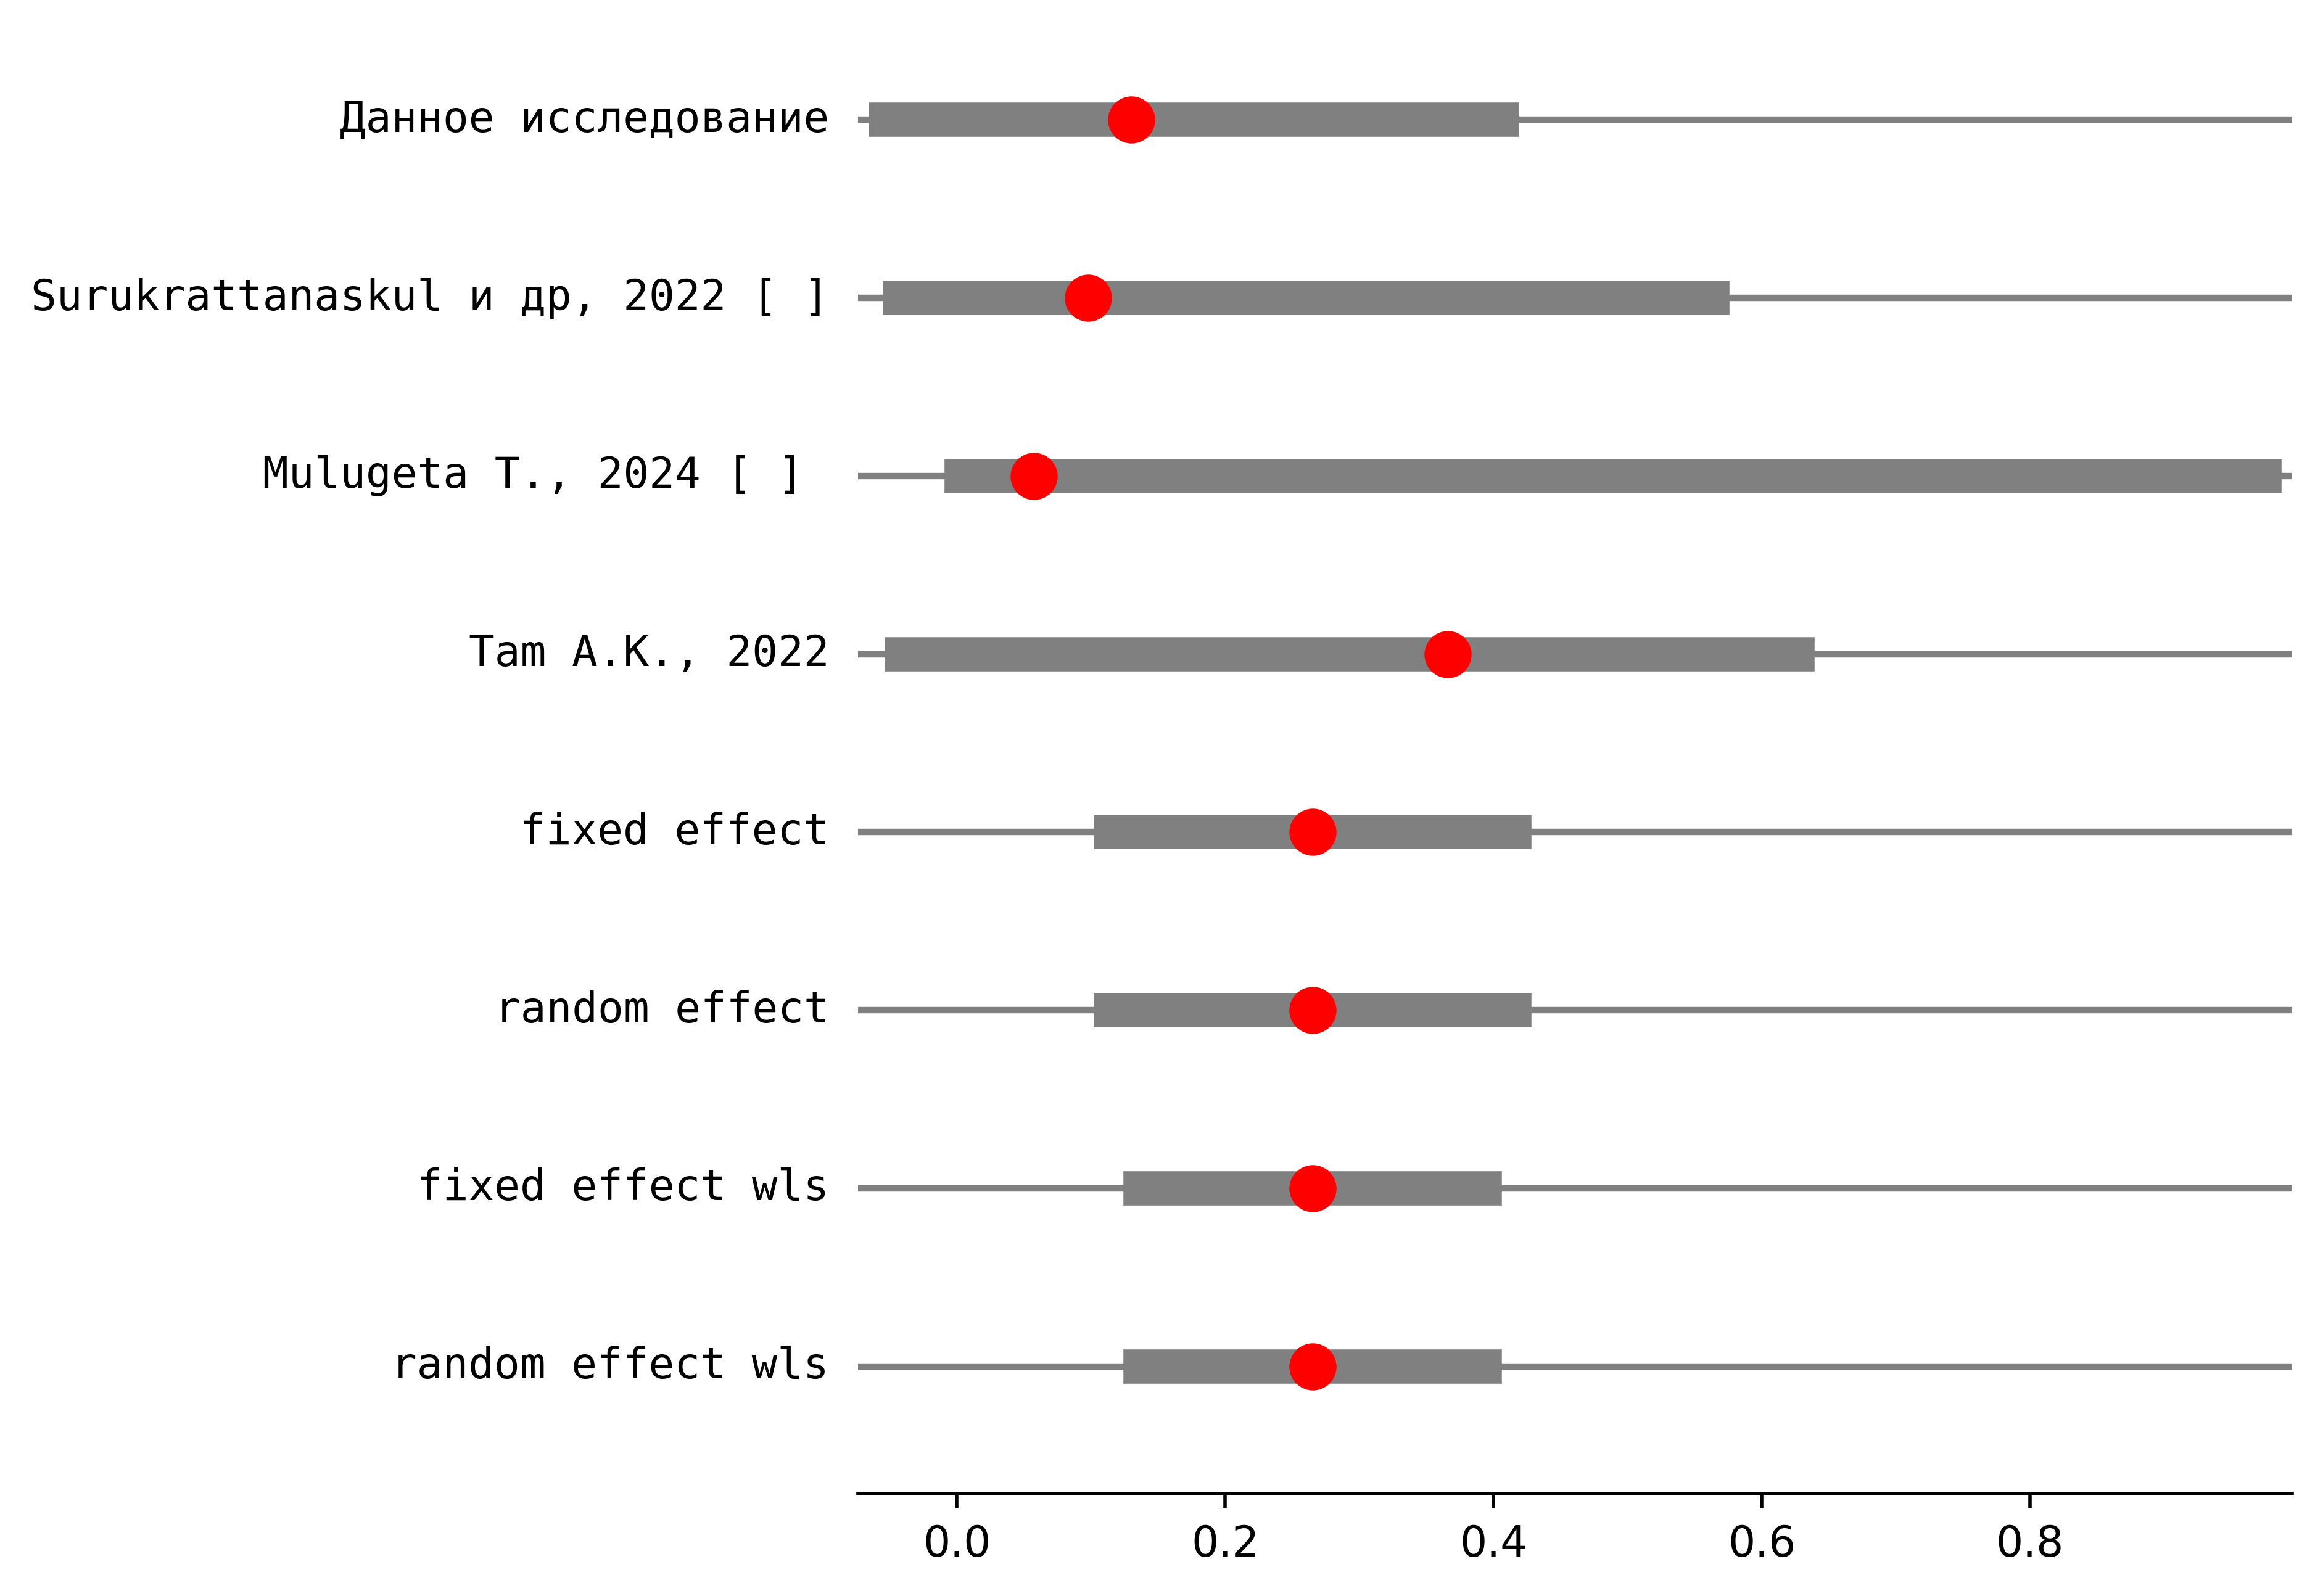 Данное исследование
Surukrattanaskul и др, 2022 [ ]
Mulugeta T., 2024 [ ]
Tam A.K., 2022
fixed effect
random effect
fixed effect wls
random effect wls
0.0 0.2 0.4 0.6 0.8